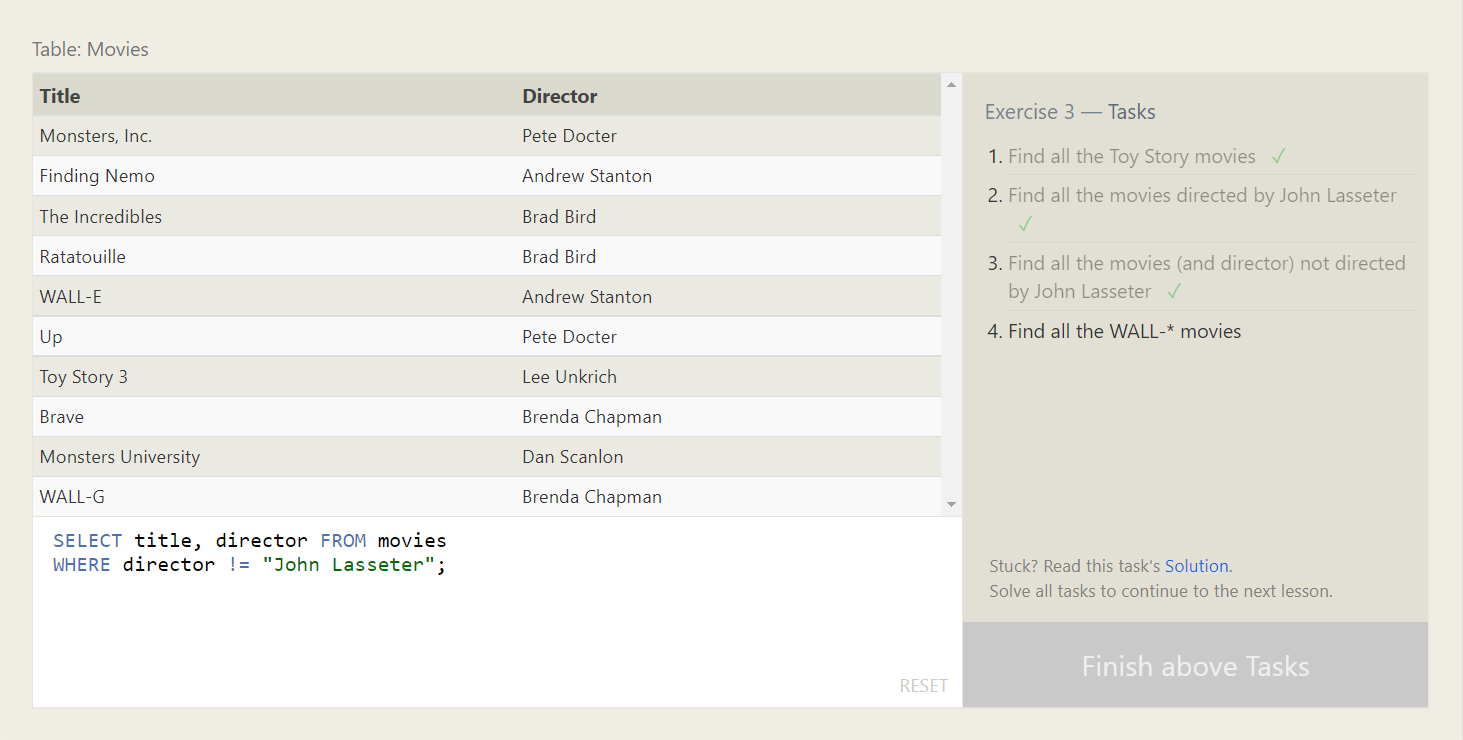 Table: Movies
Title Director
Monsters, Inc. Pete Docter
Finding Nemo Andrew Stanton
The Incredibles Brad Bird
Ratatouille Brad Bird
WALL-E Andrew Stanton
Up Pete Docter
Toy Story 3 Lee Unkrich
Brave Brenda Chapman
Monsters University Dan Scanlon
WALL-G Brenda Chapman
SELECT title, director FROM movies
WHERE director != "John Lasseter";
RESET
Exercise 3 — Tasks
1. Find all the Toy Story movies ✓
2. Find all the movies directed by John Lasseter
✓
3. Find all the movies (and director) not directed
by John Lasseter ✓
4. Find all the WALL-* movies
Stuck? Read this task's Solution.
Solve all tasks to continue to the next lesson.
Finish above Tasks